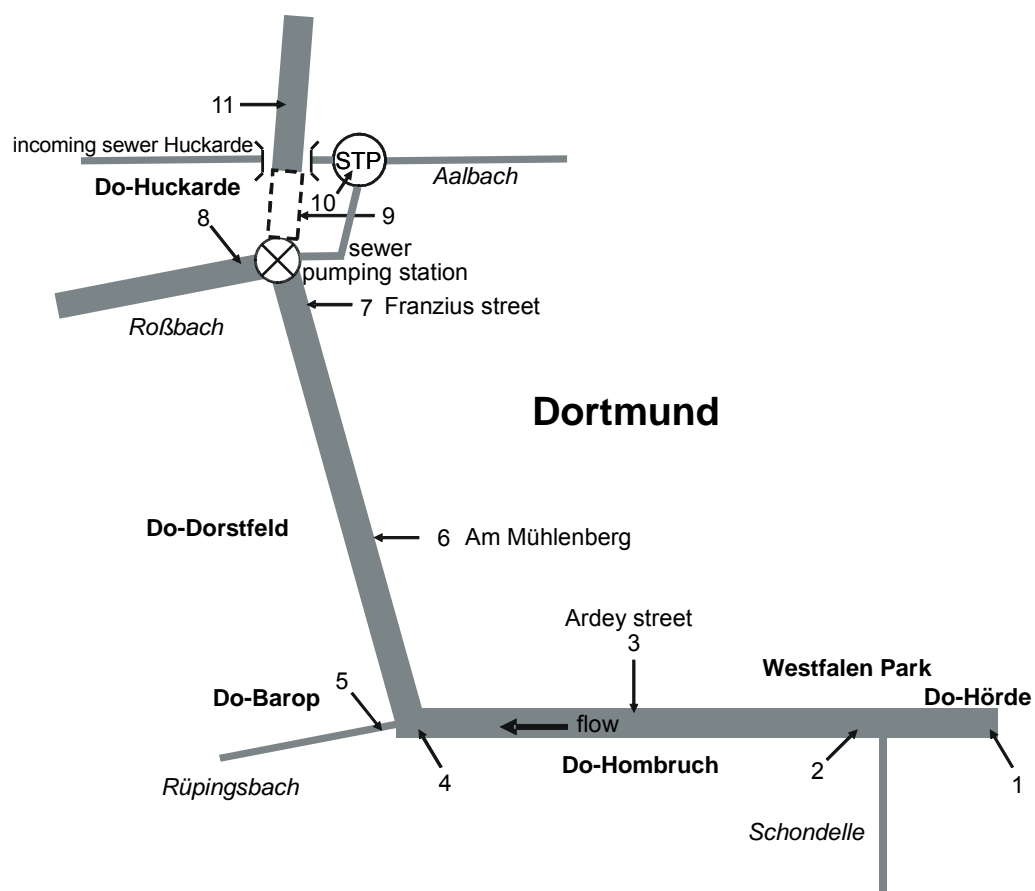 11
incoming sewer Huckarde
STP
Aalbach
Do-Huckarde
10
9
8
sewer
pumping station
7 Franzius street
Roßbach
Dortmund
Do-Dorstfeld
6 Am Mühlenberg
Ardey street
3
Westfalen Park
Do-Hörde
5
Do-Barop
flow
Do-Hombruch
2
1
4
Rüpingsbach
Schondelle